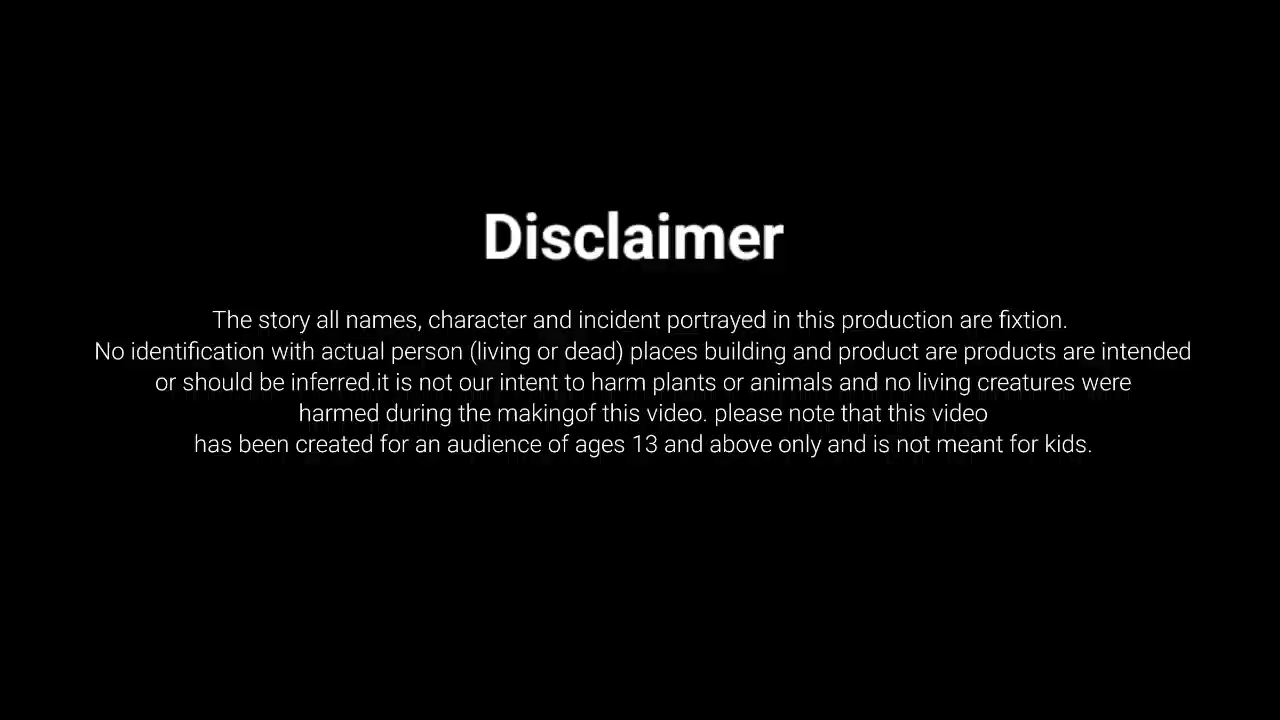 Disclaimer
The story all names, character and incident portrayed in this production are fixtion.
No identification with actual person (living or dead) places building and product are products are intended
or should be inferred.it is not our intent to harm plants or animals and no living creatures were
harmed during the makingof this video. please note that this video
has been created for an audience of ages 13 and above only and is not meant for kids.